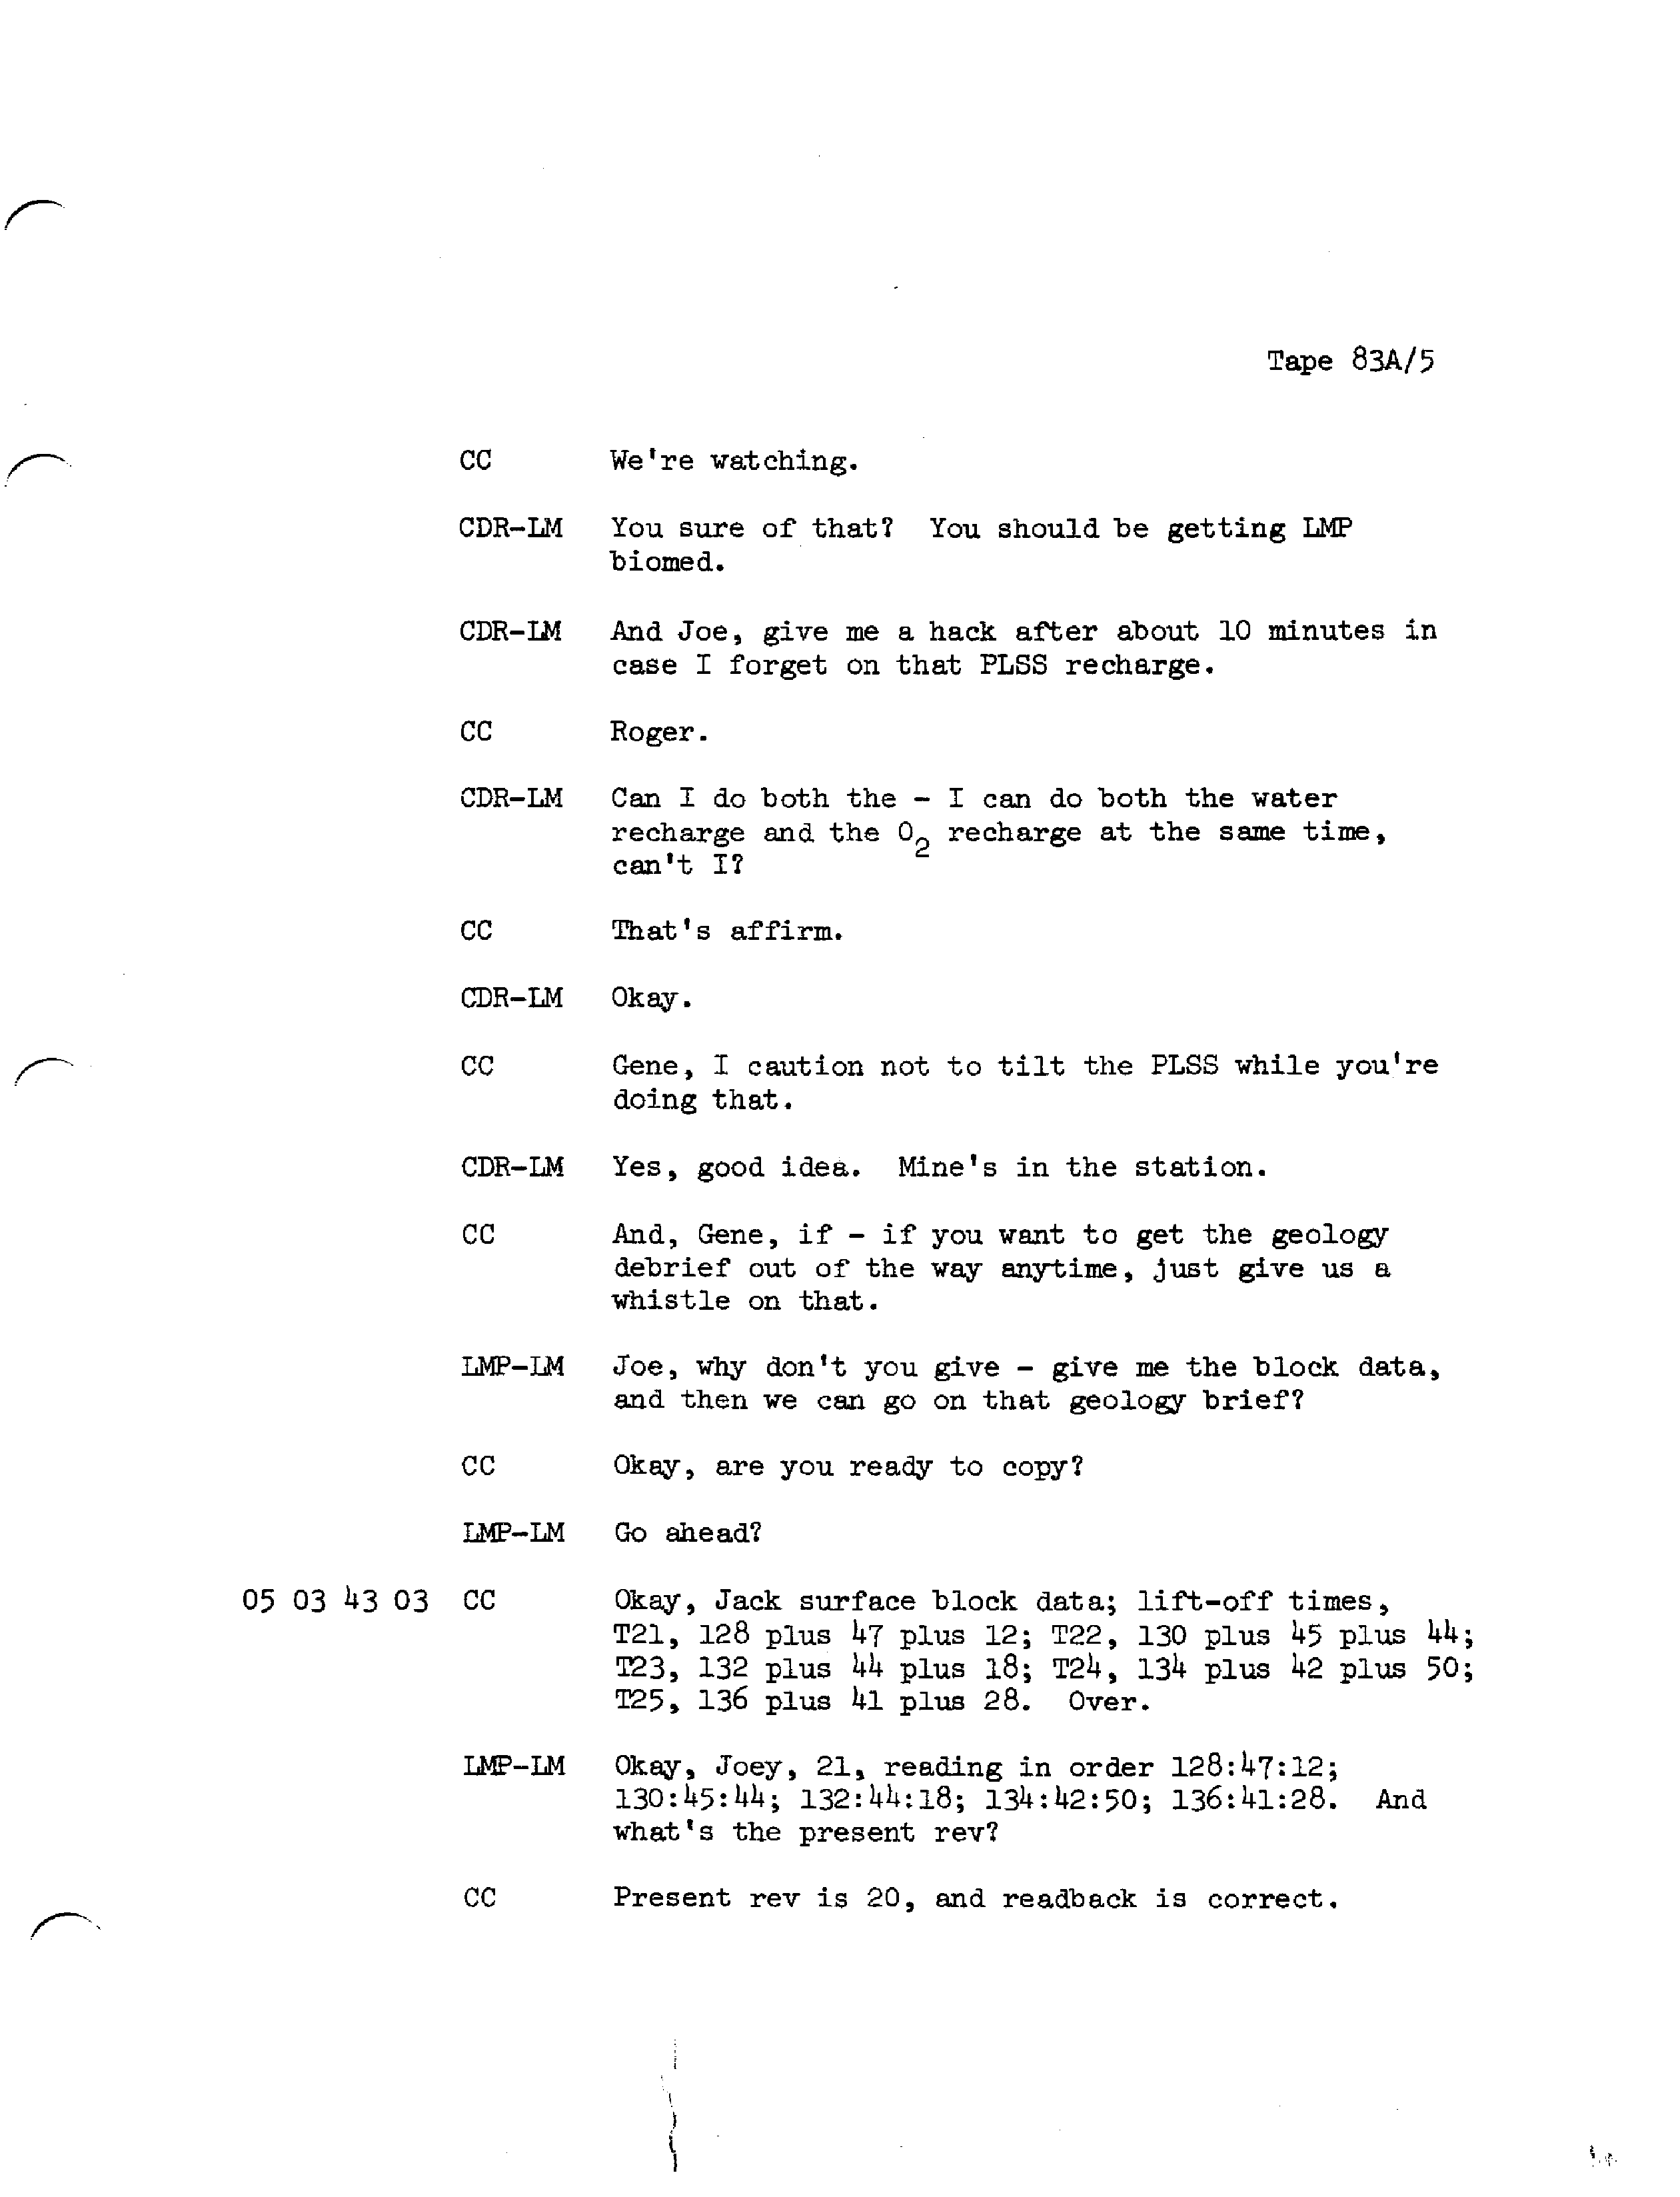 Tape 83A/5
CC We're watching.
CDR-LM You sure of that? You should be getting LMP
biomed.
CDR-LM And Joe, give me a hack after about 10 minutes in
case I forget on that PLSS recharge.
CC Roger.
CDR-LM Can I do both the - I can do both the water
recharge and the O2 recharge at the same time,
can't I?
CC That's affirm.
CDR-LM Okay.
CC Gene, I caution not to tilt the PLSS while you're
doing that.
CDR-LM Yes, good idea. Mine's in the station.
CC And, Gene, if - if you want to get the geology
debrief out of the way anytime, just give us a
whistle on that.
LMP-LM Joe, why don't you give - give me the block data,
and then we can go on that geology brief?
CC Okay, are you ready to copy?
LMP-LM Go ahead?
05 03 43 03 CC Okay, Jack surface block data; lift-off times,
T21, 128 plus 47 plus 12; T22, 130 plus 45 plus 44;
T23, 132 plus 44 plus 18; T24, 134 plus 42 plus 50;
T25, 136 plus 41 plus 28. Over.
LMP-LM Okay, Joey, 21, reading in order 128:47:12;
130:45:44; 132:44:18; 134:42:50; 136:41:28. And
what's the present rev?
CC Present rev is 20, and readback is correct.